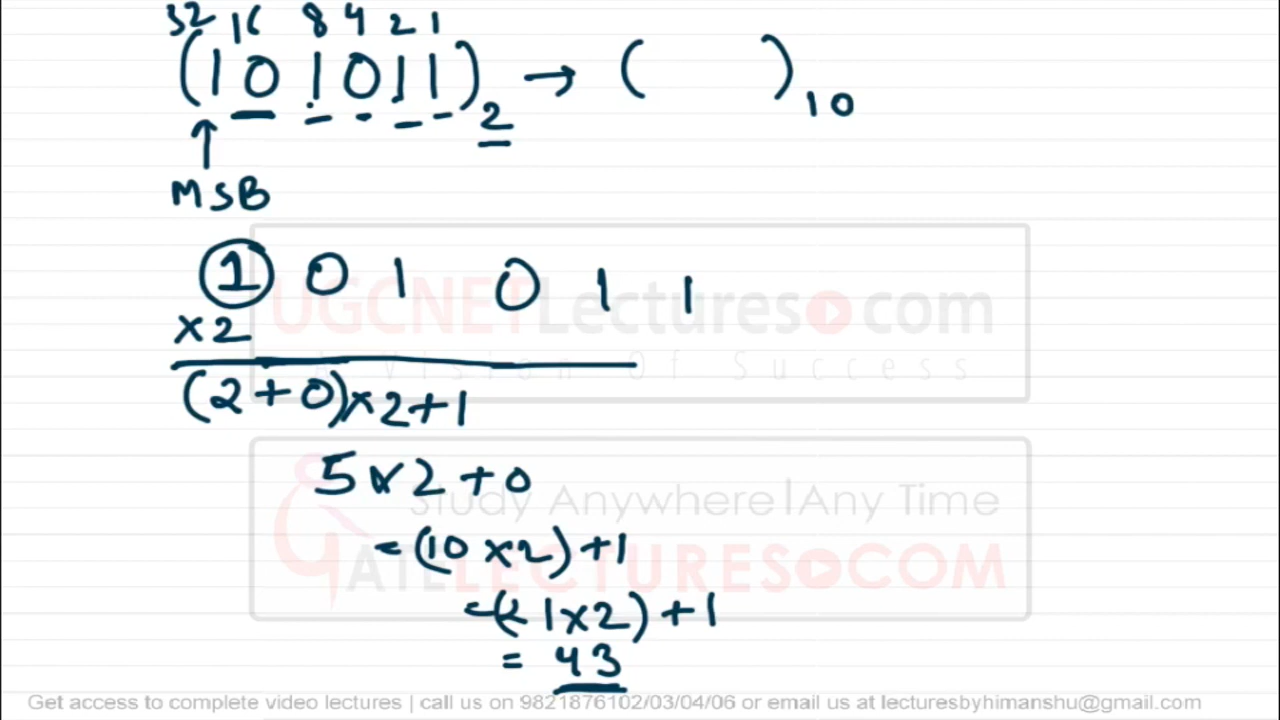 32 16 8 4 2 1
(1 0 1 0 1 1)2 → ( )10
MSB
1 0 1 0 1 1
UGCNETLectures.com
×2
A Vision Of Success
(2+0)×2+1
5×2+0
Study Anywhere|Any Time
=(10×2)+1
GATELECTURES.COM
=(21×2)+1
= 43
Get access to complete video lectures | call us on 9821876102/03/04/06 or email us at lecturesbyhimanshu@gmail.com